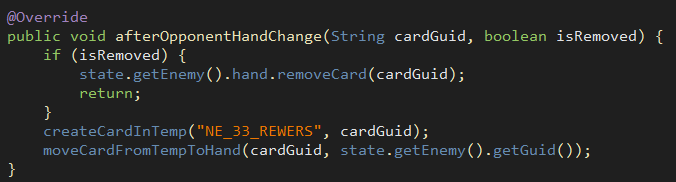 @Override
public void afterOpponentHandChange(String cardGuid, boolean isRemoved) {
    if (isRemoved) {
        state.getEnemy().hand.removeCard(cardGuid);
        return;
    }
    createCardInTemp("NE_33_REWERS", cardGuid);
    moveCardFromTempToHand(cardGuid, state.getEnemy().getGuid());
}